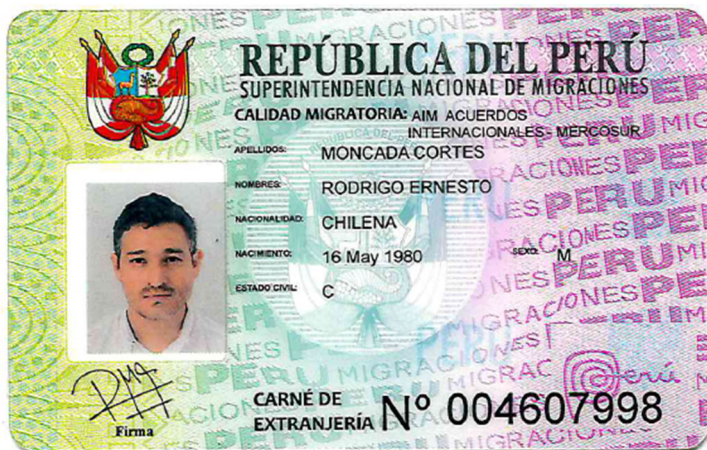 REPÚBLICA DEL PERÚ
SUPERINTENDENCIA NACIONAL DE MIGRACIONES
CALIDAD MIGRATORIA: AIM ACUERDOS
INTERNACIONALES- MERCOSUR
APELLIDOS: MONCADA CORTES
NOMBRES: RODRIGO ERNESTO
NACIONALIDAD: CHILENA
NACIMIENTO: 16 May 1980 SEXO: M
ESTADO CIVIL: C
Perú
Firma
CARNÉ DE
EXTRANJERÍA Nº 004607998